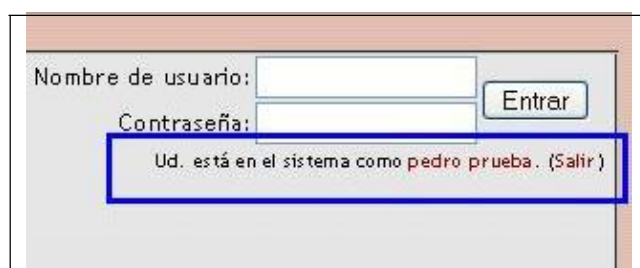 Nombre de usuario:
Entrar
Contraseña:
Ud. está en el sistema como pedro prueba. (Salir)